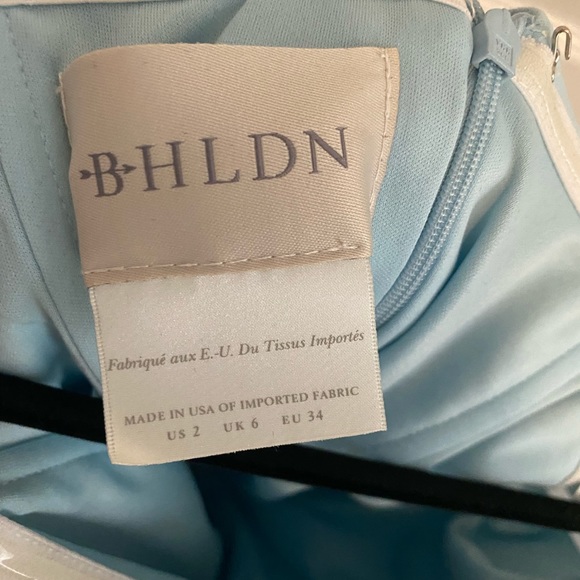 BHLDN
Fabriqué aux E.-U. Du Tissus Importés
MADE IN USA OF IMPORTED FABRIC
US 2 UK 6 EU 34